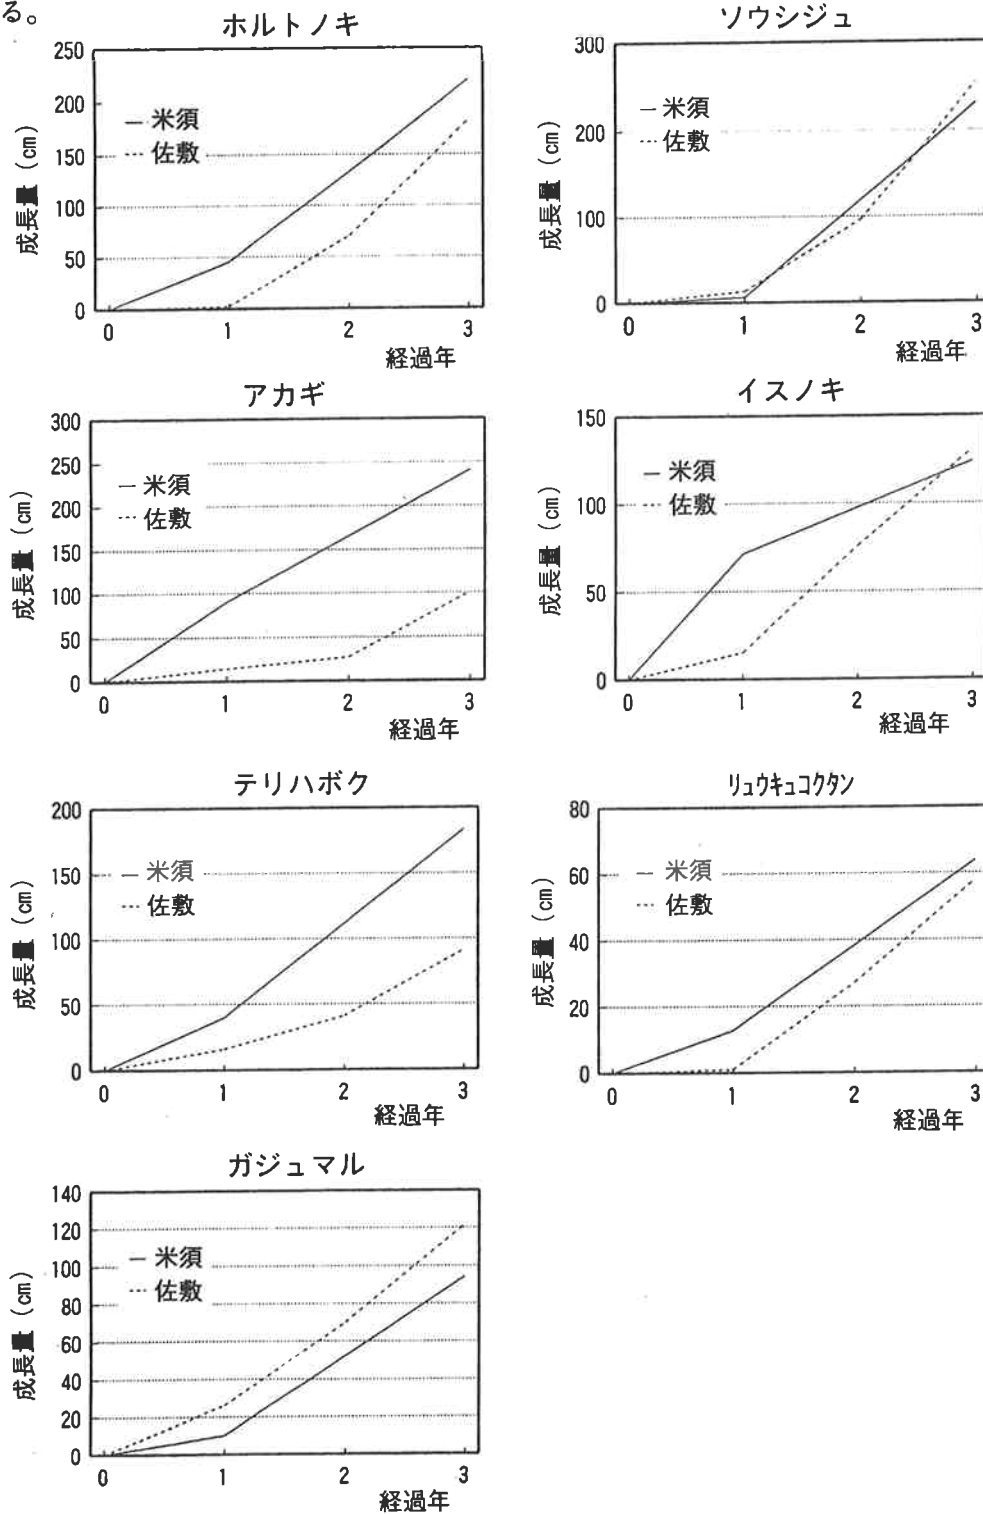 る。
ホルトノキ
250
200
150
100
50
0
成長量 (cm)
米須
佐敷
0 1 2 3
経過年
ソウシジュ
300
200
100
0
成長量 (cm)
米須
佐敷
0 1 2 3
経過年
アカギ
300
250
200
150
100
50
0
成長量 (cm)
米須
佐敷
0 1 2 3
経過年
イスノキ
150
100
50
0
成長量 (cm)
米須
佐敷
0 1 2 3
経過年
テリハボク
200
150
100
50
0
成長量 (cm)
米須
佐敷
0 1 2 3
経過年
リュウキュコクタン
80
60
40
20
0
成長量 (cm)
米須
佐敷
0 1 2 3
経過年
ガジュマル
140
120
100
80
60
40
20
0
成長量 (cm)
米須
佐敷
0 1 2 3
経過年